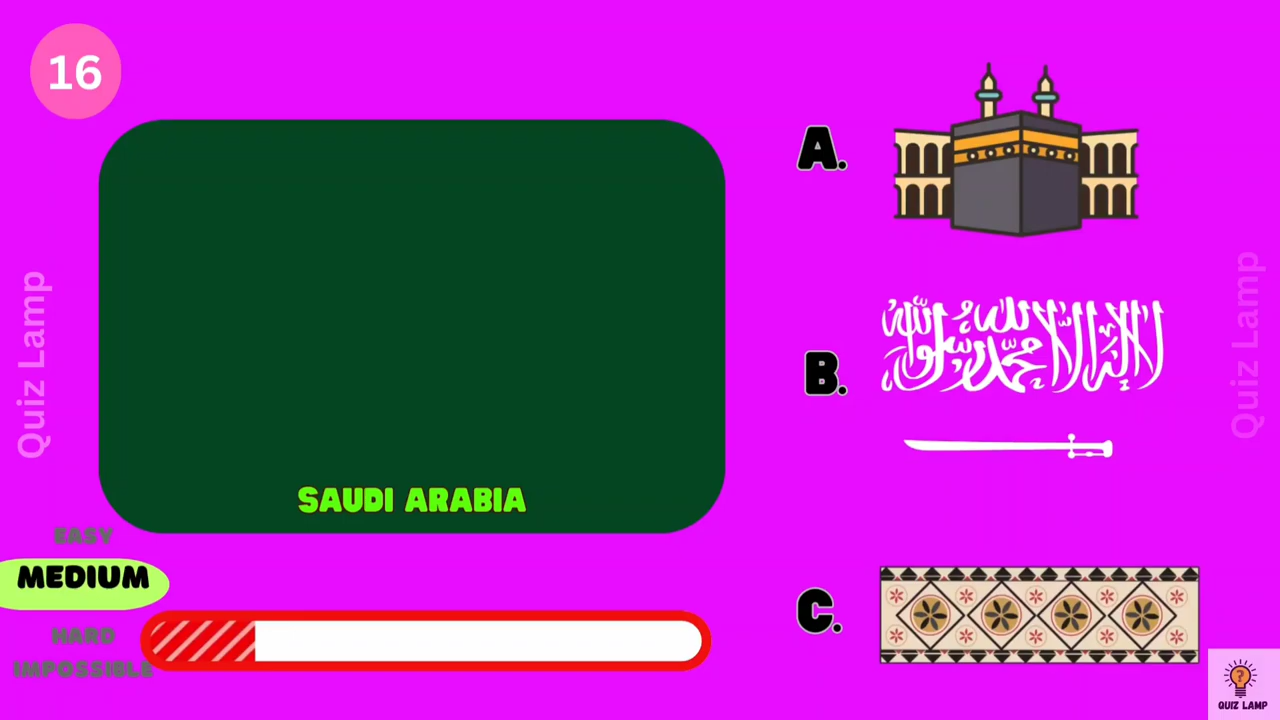 16
A.
B.
لا إله إلا الله محمد رسول الله
SAUDI ARABIA
EASY
MEDIUM
HARD
IMPOSSIBLE
C.
Quiz Lamp
Quiz Lamp
?
QUIZ LAMP